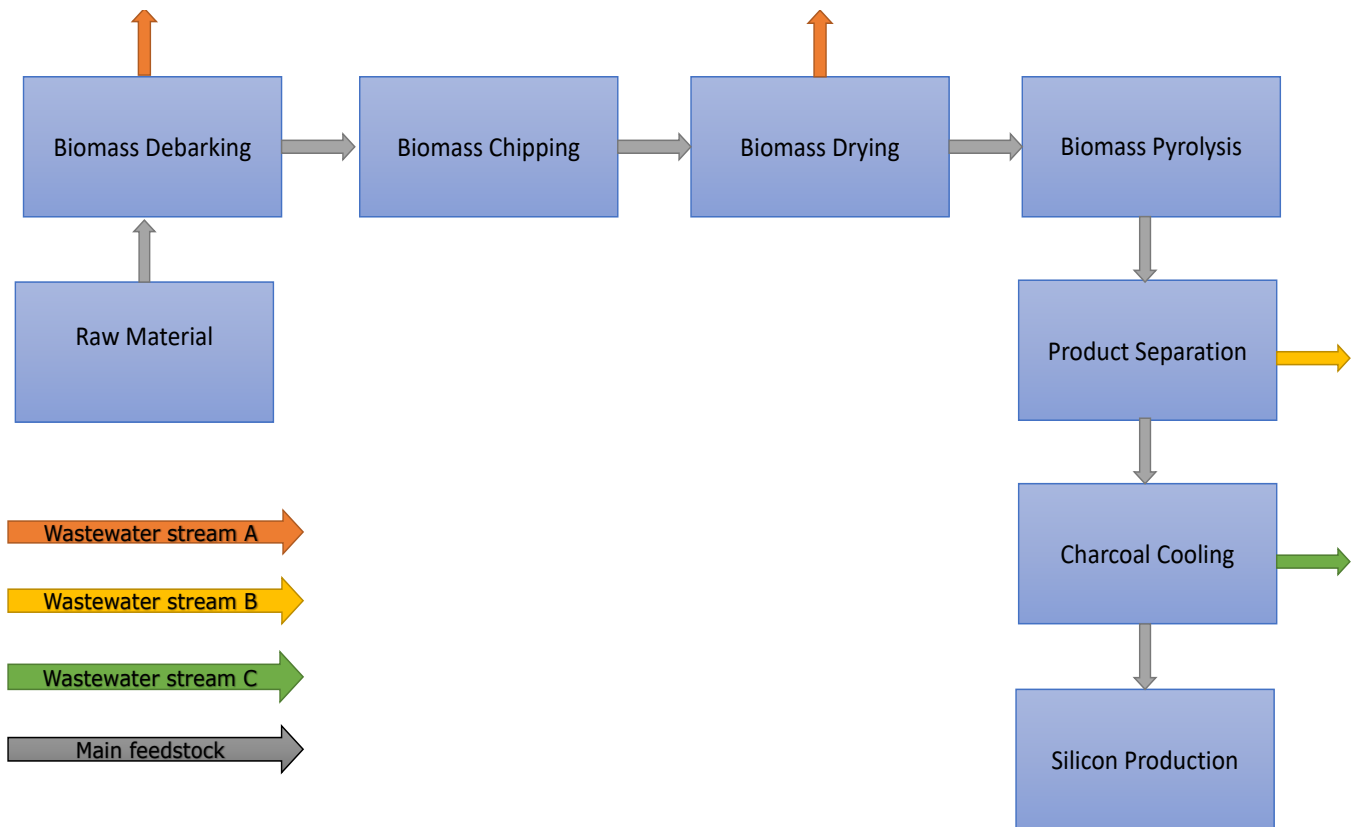 Biomass Debarking
Biomass Chipping
Biomass Drying
Biomass Pyrolysis
Raw Material
Product Separation
Charcoal Cooling
Silicon Production
Wastewater stream A
Wastewater stream B
Wastewater stream C
Main feedstock